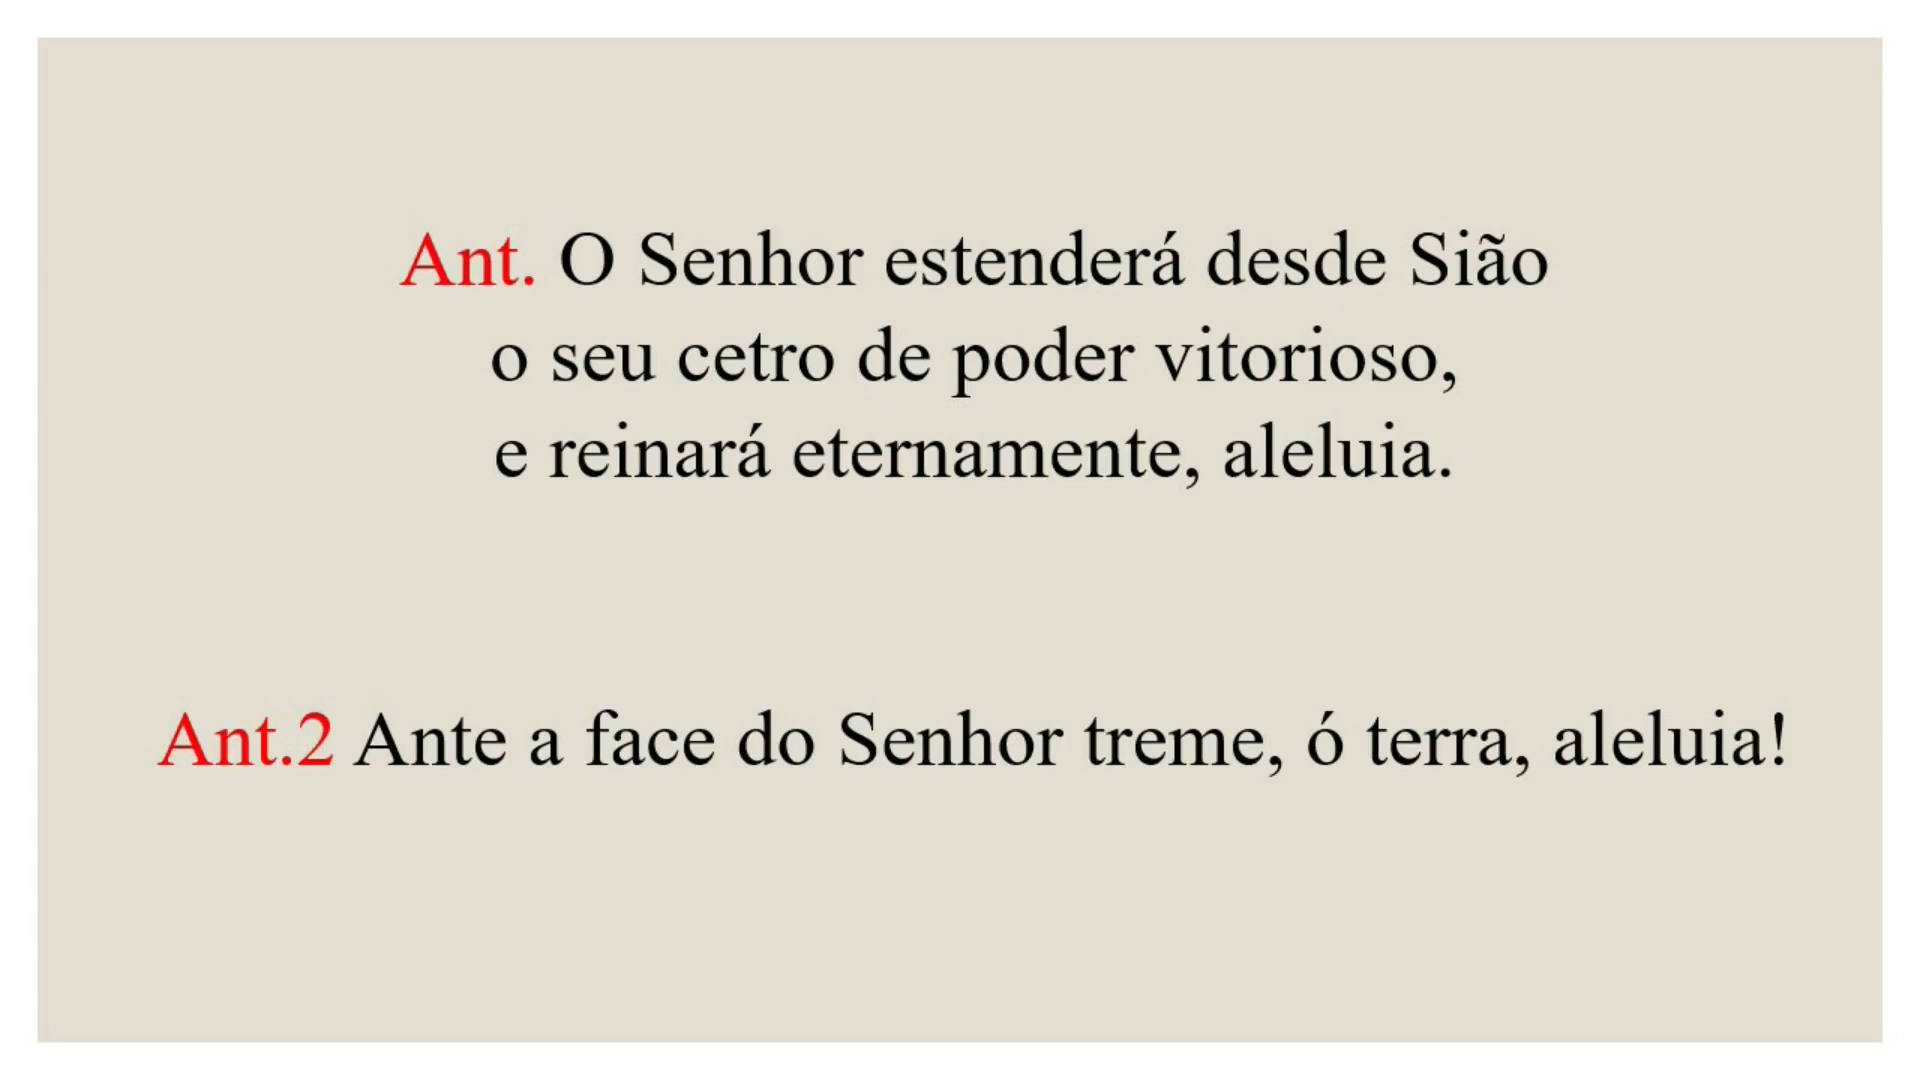 Ant. O Senhor estenderá desde Sião
o seu cetro de poder vitorioso,
e reinará eternamente, aleluia.
Ant.2 Ante a face do Senhor treme, ó terra, aleluia!